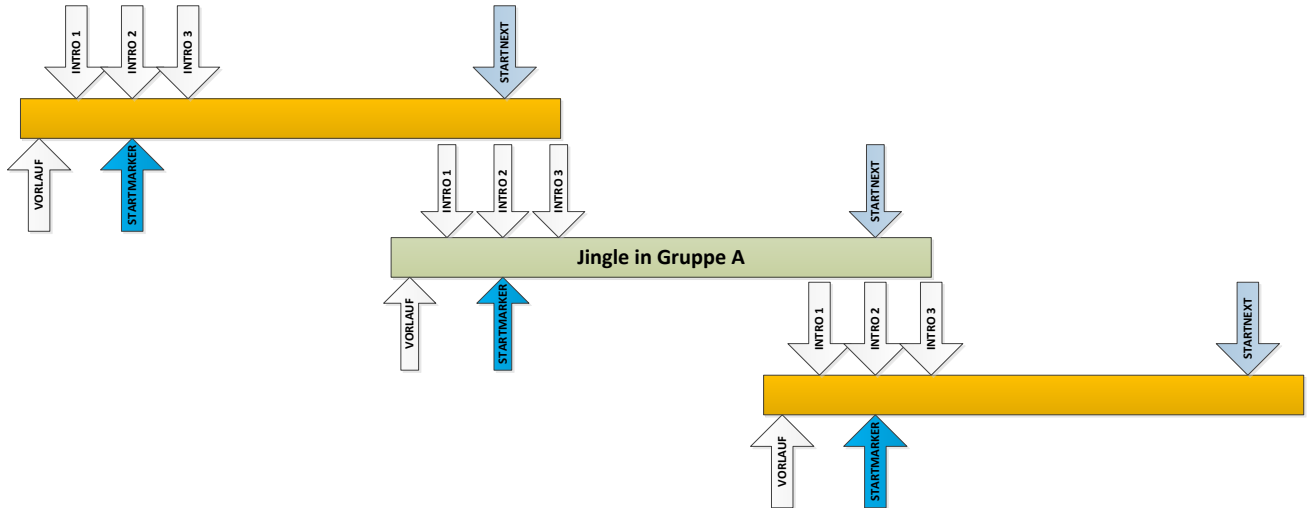 INTRO 1
INTRO 2
INTRO 3
STARTNEXT
VORLAUF
STARTMARKER
INTRO 1
INTRO 2
INTRO 3
STARTNEXT
Jingle in Gruppe A
VORLAUF
STARTMARKER
INTRO 1
INTRO 2
INTRO 3
STARTNEXT
VORLAUF
STARTMARKER